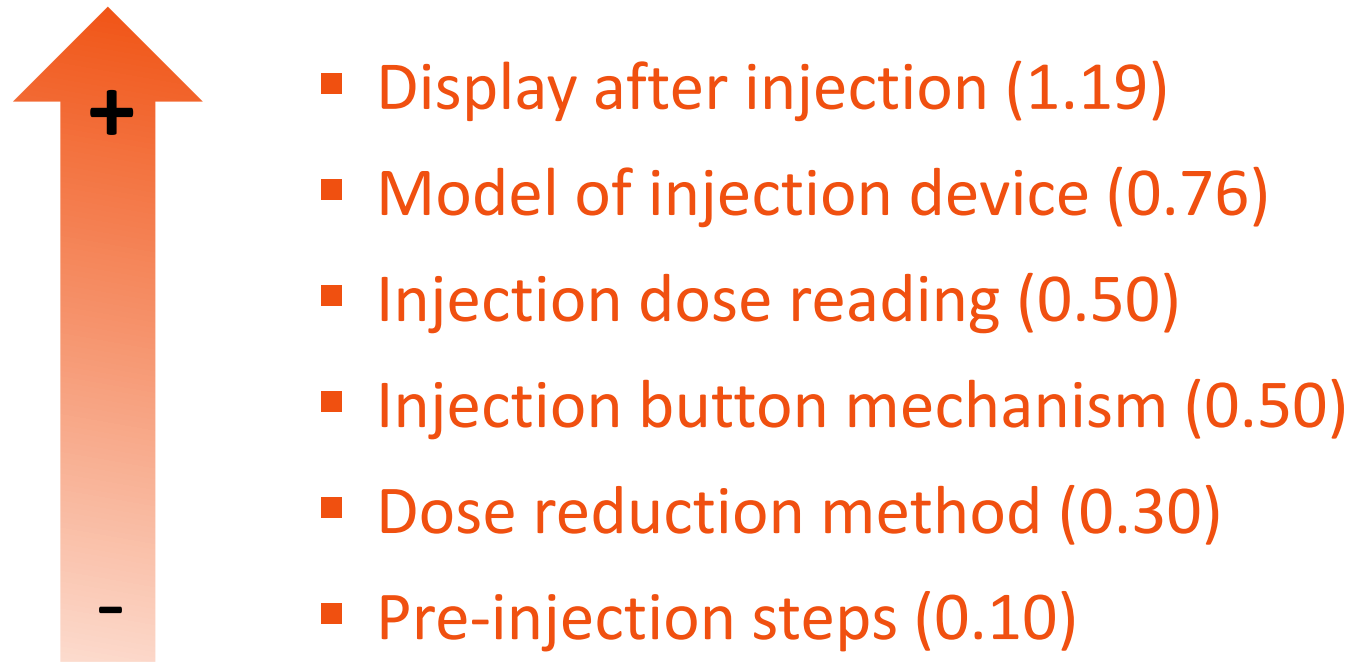 +
▪ Display after injection (1.19)
▪ Model of injection device (0.76)
▪ Injection dose reading (0.50)
▪ Injection button mechanism (0.50)
▪ Dose reduction method (0.30)
▪ Pre-injection steps (0.10)
-